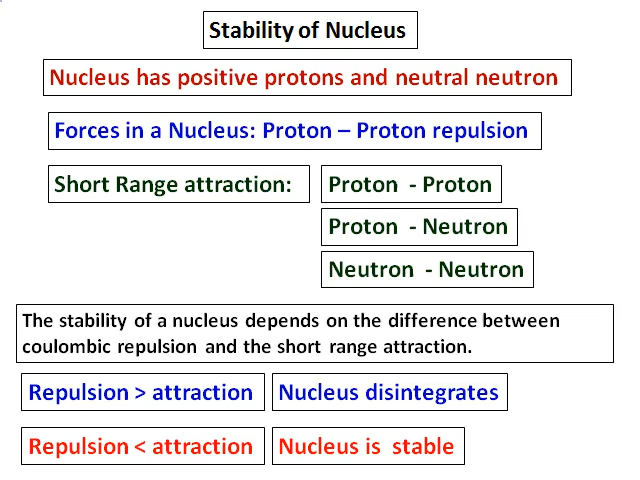 Stability of Nucleus
Nucleus has positive protons and neutral neutron
Forces in a Nucleus: Proton – Proton repulsion
Short Range attraction: Proton - Proton
Proton - Neutron
Neutron - Neutron
The stability of a nucleus depends on the difference between
coulombic repulsion and the short range attraction.
Repulsion > attraction Nucleus disintegrates
Repulsion < attraction Nucleus is stable